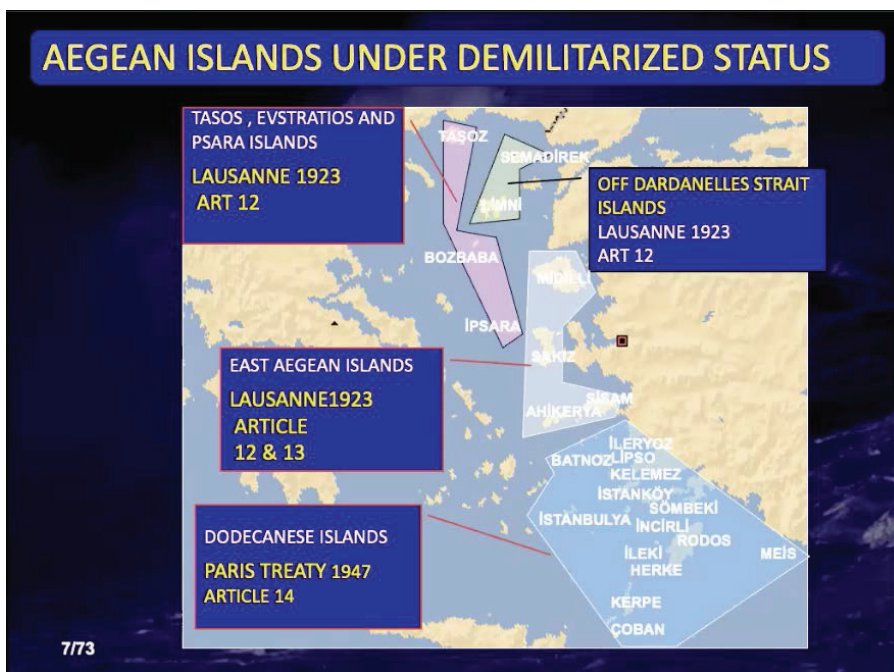 AEGEAN ISLANDS UNDER DEMILITARIZED STATUS
TASOS , EVSTRATIOS AND
PSARA ISLANDS
LAUSANNE 1923
ART 12
TAŞOZ
SEMADİREK
LİMNİ
OFF DARDANELLES STRAIT
ISLANDS
LAUSANNE 1923
ART 12
BOZBABA
MİDİLLİ
İPSARA
SAKIZ
EAST AEGEAN ISLANDS
LAUSANNE1923
ARTICLE
12 & 13
SİSAM
AHİKERYA
İLERYOZ
LİPSO
BATNOZ
KELEMEZ
İSTANKÖY
SÖMBEKİ
İSTANBULYA
İNCİRLİ
RODOS
İLEKİ
MEİS
HERKE
KERPE
ÇOBAN
DODECANESE ISLANDS
PARIS TREATY 1947
ARTICLE 14
7/73